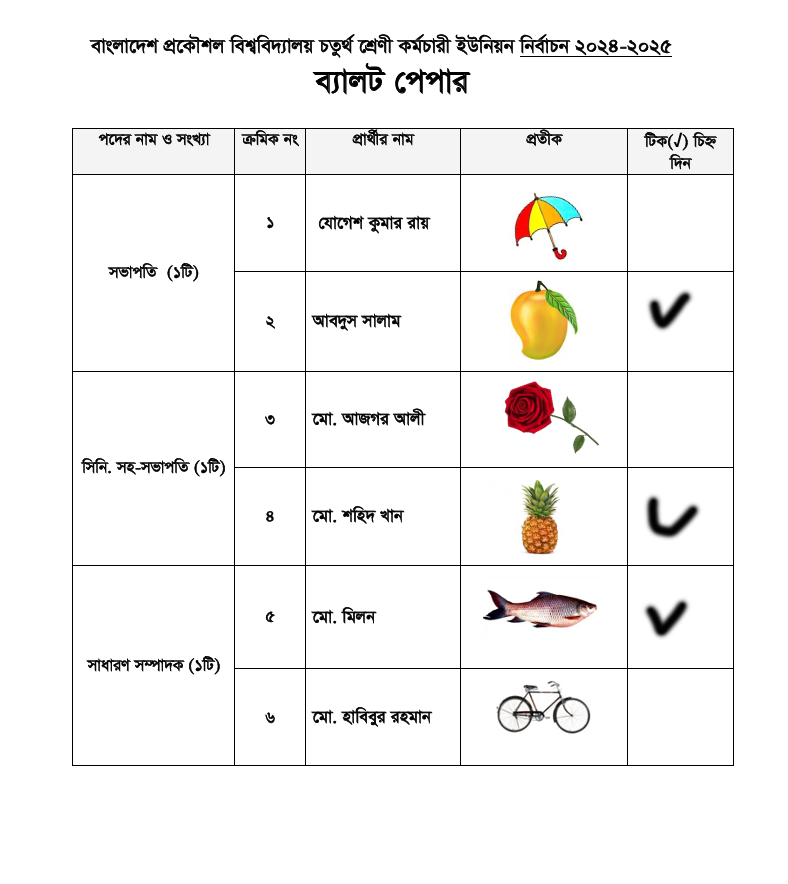 বাংলাদেশ প্রকৌশল বিশ্ববিদ্যালয় চতুর্থ শ্রেণী কর্মচারী ইউনিয়ন নির্বাচন ২০২৪-২০২৫
ব্যালট পেপার
পদের নাম ও সংখ্যা ক্রমিক নং প্রার্থীর নাম প্রতীক টিক(√) চিহ্ন
দিন
সভাপতি (১টি)
১ যোগেশ কুমার রায়
২ আবদুস সালাম
সিনি. সহ-সভাপতি (১টি)
৩ মো. আজগর আলী
৪ মো. শহিদ খান
সাধারণ সম্পাদক (১টি)
৫ মো. মিলন
৬ মো. হাবিবুর রহমান